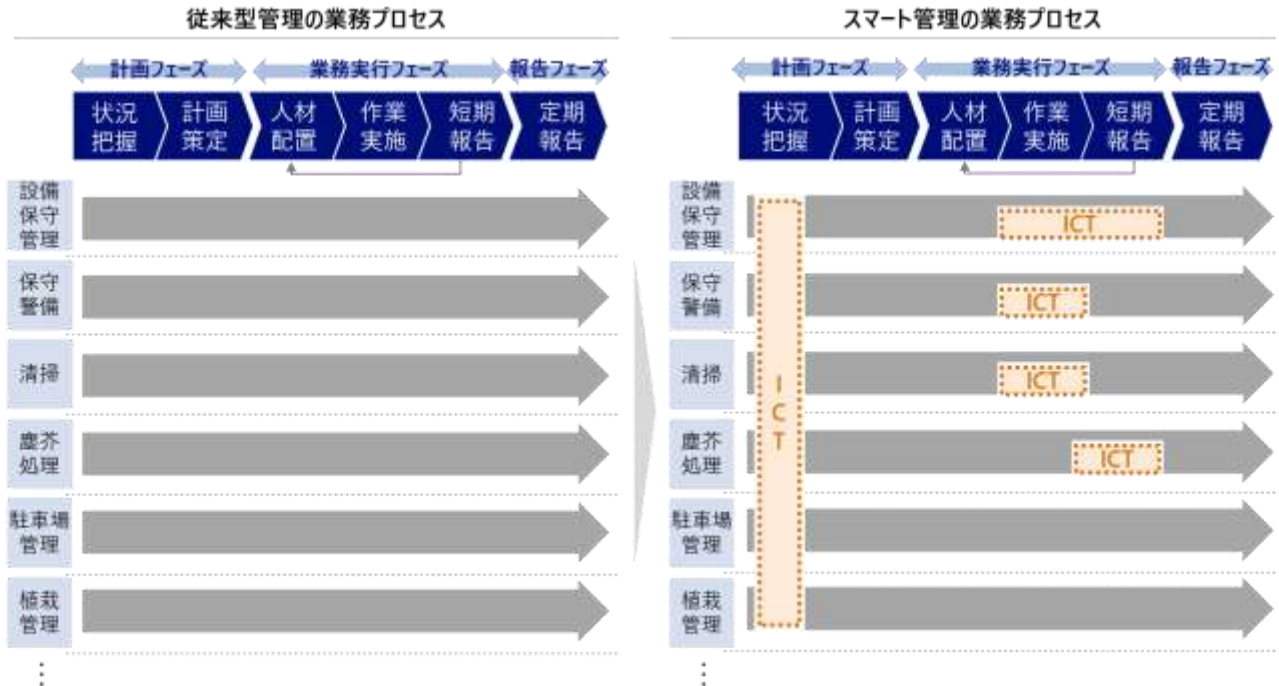 従来型管理の業務プロセス
計画フェーズ
業務実行フェーズ
報告フェーズ
状況
把握
計画
策定
人材
配置
作業
実施
短期
報告
定期
報告
設備
保守
管理
保守
警備
清掃
塵芥
処理
駐車場
管理
植栽
管理
⋮
スマート管理の業務プロセス
計画フェーズ
業務実行フェーズ
報告フェーズ
状況
把握
計画
策定
人材
配置
作業
実施
短期
報告
定期
報告
設備
保守
管理
ICT
保守
警備
ICT
清掃
ICT
ICT
塵芥
処理
ICT
駐車場
管理
植栽
管理
⋮